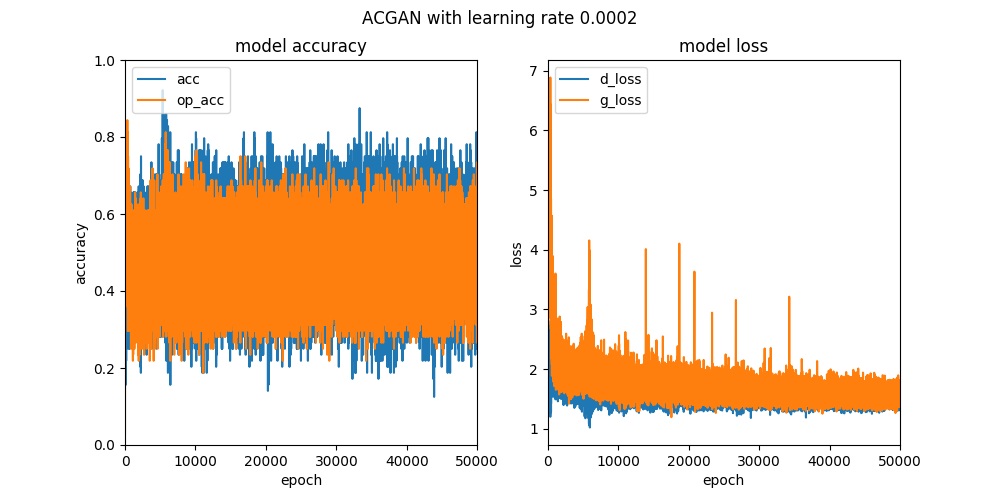 ACGAN with learning rate 0.0002
model accuracy
acc
op_acc
1.0
0.8
0.6
0.4
0.2
0.0
accuracy
0 10000 20000 30000 40000 50000
epoch
model loss
d_loss
g_loss
7
6
5
4
3
2
1
loss
0 10000 20000 30000 40000 50000
epoch